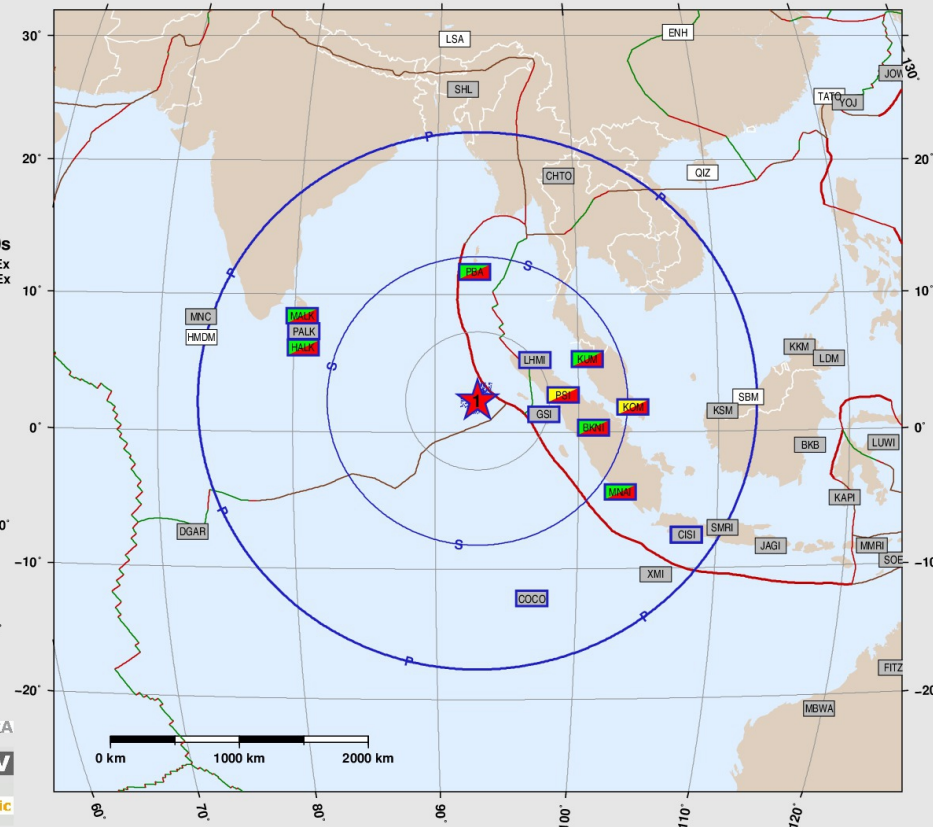 30°
LSA
ENH
130°
JOW
SHL
TATO
YOJ
P
20°
20
CHTO
QIZ
P
0s
Ex
Ex
S
P
PBA
10°
10
MNC
MALK
PALK
HMDM
HALK
KKM
LDM
LHMI
KUM
S
PSI
SBM
1
KOM
KSM
GSI
0°
0
BKNI
BKB
LUWI
MNAI
KAPI
P
0°
DGAR
SMRI
CISI
S
JAGI
MMRI
SOE
-10°
-10
XMI
COCO
P
P
FITZ
-20°
-20
MBWA
A
V
0 km
1000 km
2000 km
ic
60°
70°
80°
90°
100°
110°
120°